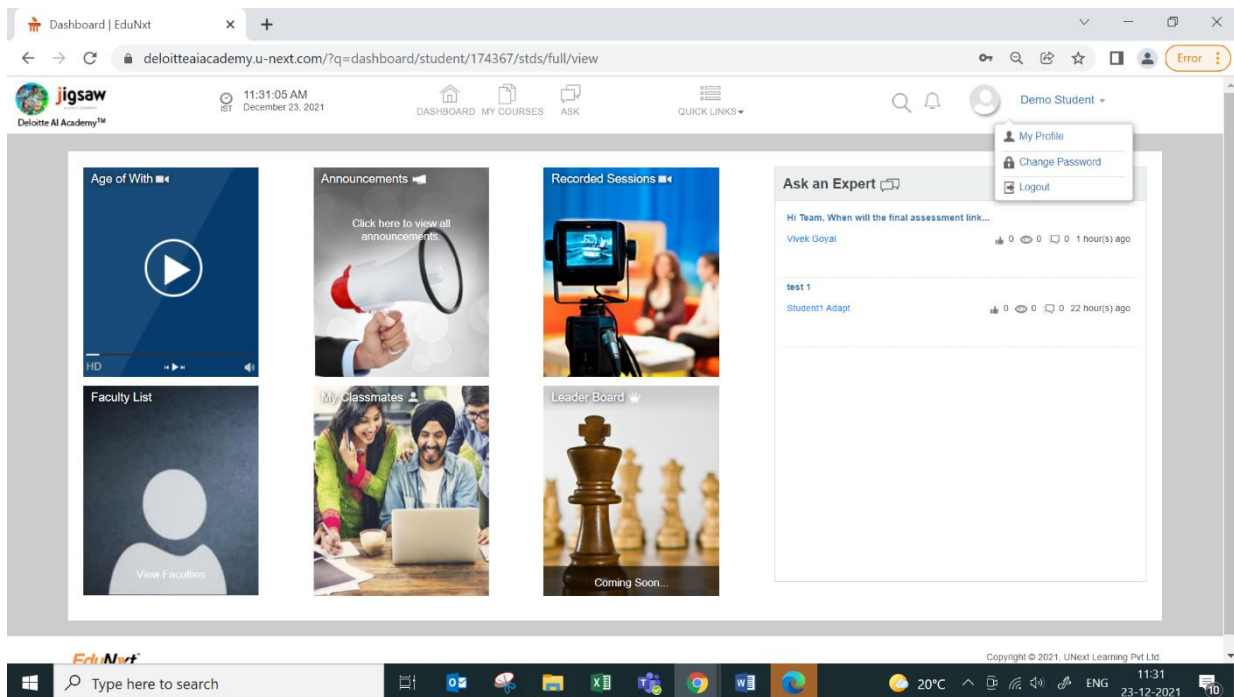 Dashboard | EduNxt
deloitteaiacademy.u-next.com/?q=dashboard/student/174367/stds/full/view
Error
jigsaw
Deloitte AI Academy™
IST
11:31:05 AM
December 23, 2021
DASHBOARD
MY COURSES
ASK
QUICK LINKS
Demo Student
My Profile
Change Password
Logout
Age of With
HD
Announcements
Click here to view all
announcements.
Recorded Sessions
Ask an Expert
Hi Team, When will the final assessment link...
Vivek Goyal
0 0 0 1 hour(s) ago
test 1
Student1 Adapt
0 0 0 22 hour(s) ago
Faculty List
View Faculties
My Classmates
Leader Board
Coming Soon...
EduNxt
Copyright © 2021, UNext Learning Pvt Ltd.
Type here to search
20°C
ENG
11:31
23-12-2021
10